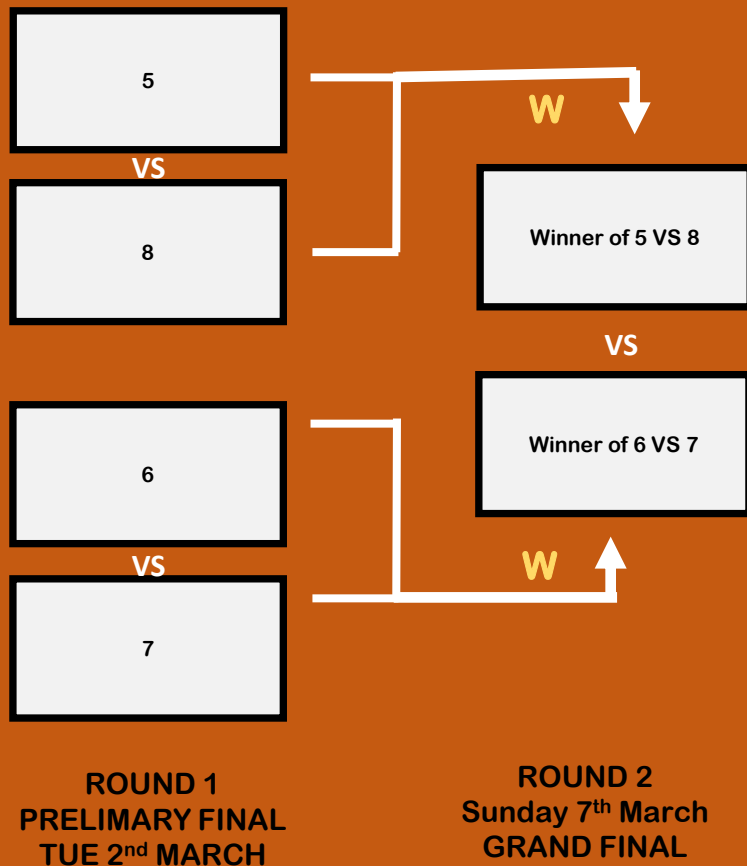 5
VS
8
W
Winner of 5 VS 8
VS
Winner of 6 VS 7
W
6
VS
7
ROUND 1
PRELIMARY FINAL
TUE 2nd MARCH
ROUND 2
Sunday 7th March
GRAND FINAL